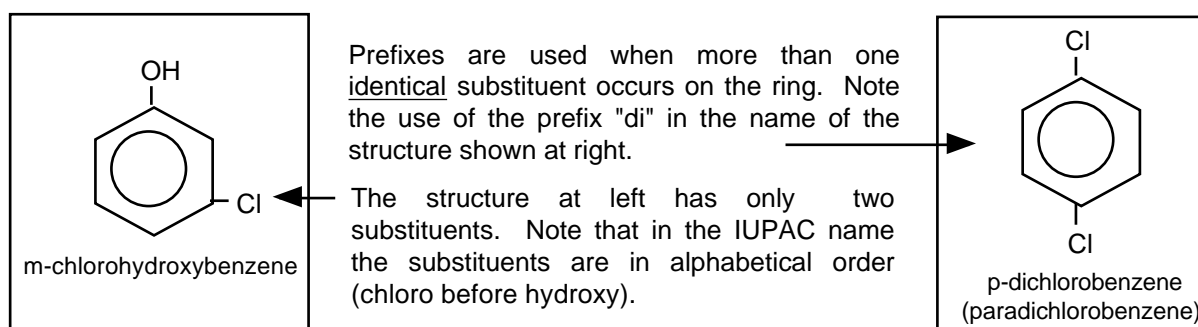 OH
Cl
m-chlorohydroxybenzene
Prefixes are used when more than one
identical substituent occurs on the ring. Note
the use of the prefix "di" in the name of the
structure shown at right.
The structure at left has only two
substituents. Note that in the IUPAC name
the substituents are in alphabetical order
(chloro before hydroxy).
Cl
Cl
p-dichlorobenzene
(paradichlorobenzene)